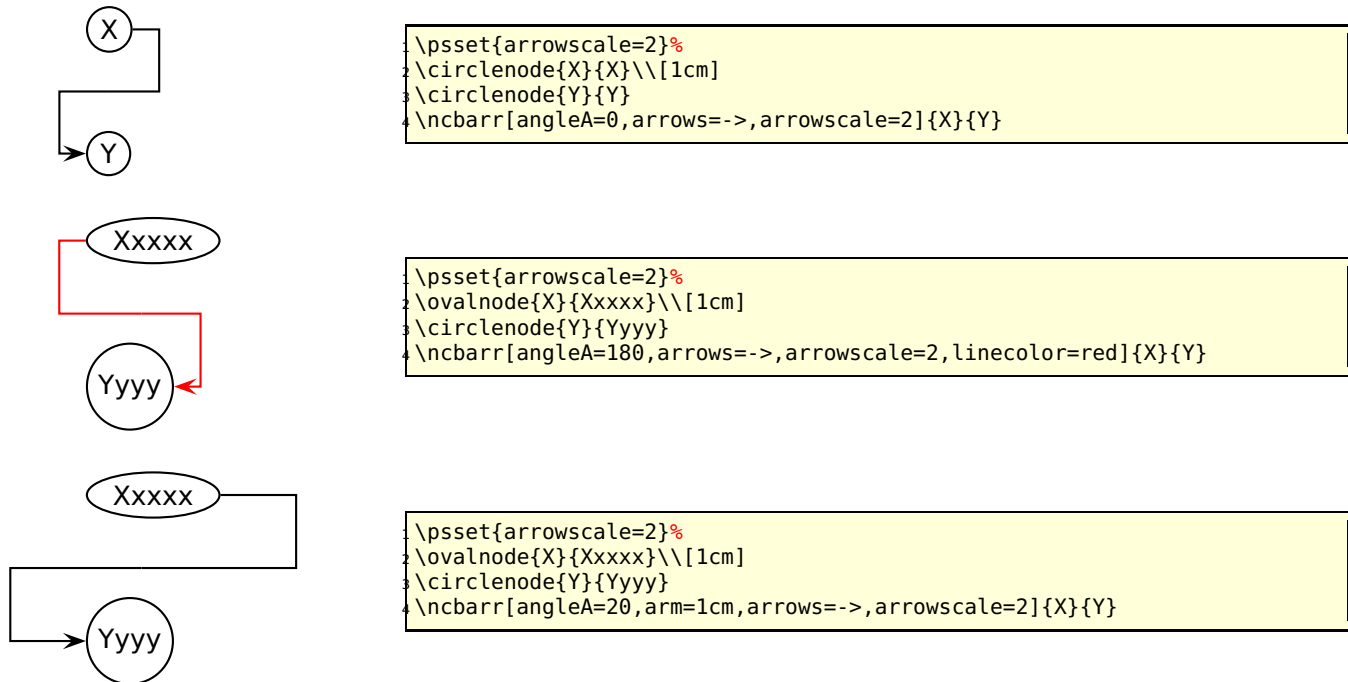 X
Y
1 \psset{arrowscale=2}%
2 \circlenode{X}{X}\\[1cm]
3 \circlenode{Y}{Y}
4 \ncbarr[angleA=0,arrows=->,arrowscale=2]{X}{Y}
Xxxxx
Yyyy
1 \psset{arrowscale=2}%
2 \ovalnode{X}{Xxxxx}\\[1cm]
3 \circlenode{Y}{Yyyy}
4 \ncbarr[angleA=180,arrows=->,arrowscale=2,linecolor=red]{X}{Y}
Xxxxx
Yyyy
1 \psset{arrowscale=2}%
2 \ovalnode{X}{Xxxxx}\\[1cm]
3 \circlenode{Y}{Yyyy}
4 \ncbarr[angleA=20,arm=1cm,arrows=->,arrowscale=2]{X}{Y}